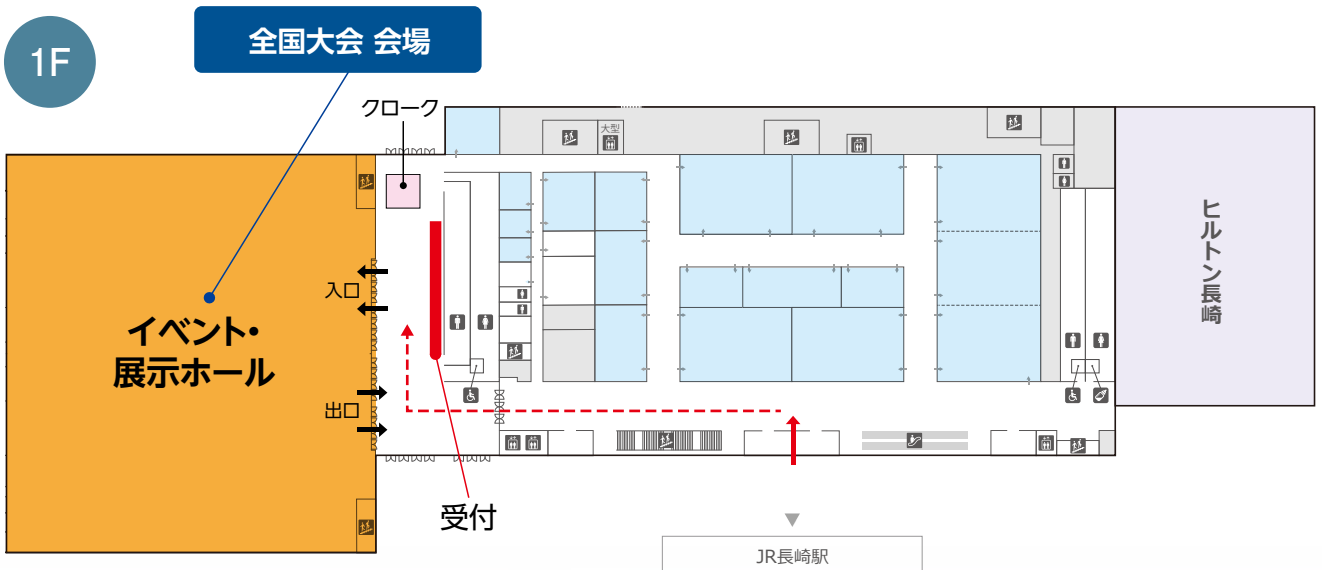 1F
全国大会 会場
クローク
大型
入口
イベント・
展示ホール
出口
受付
ヒルトン長崎
JR長崎駅